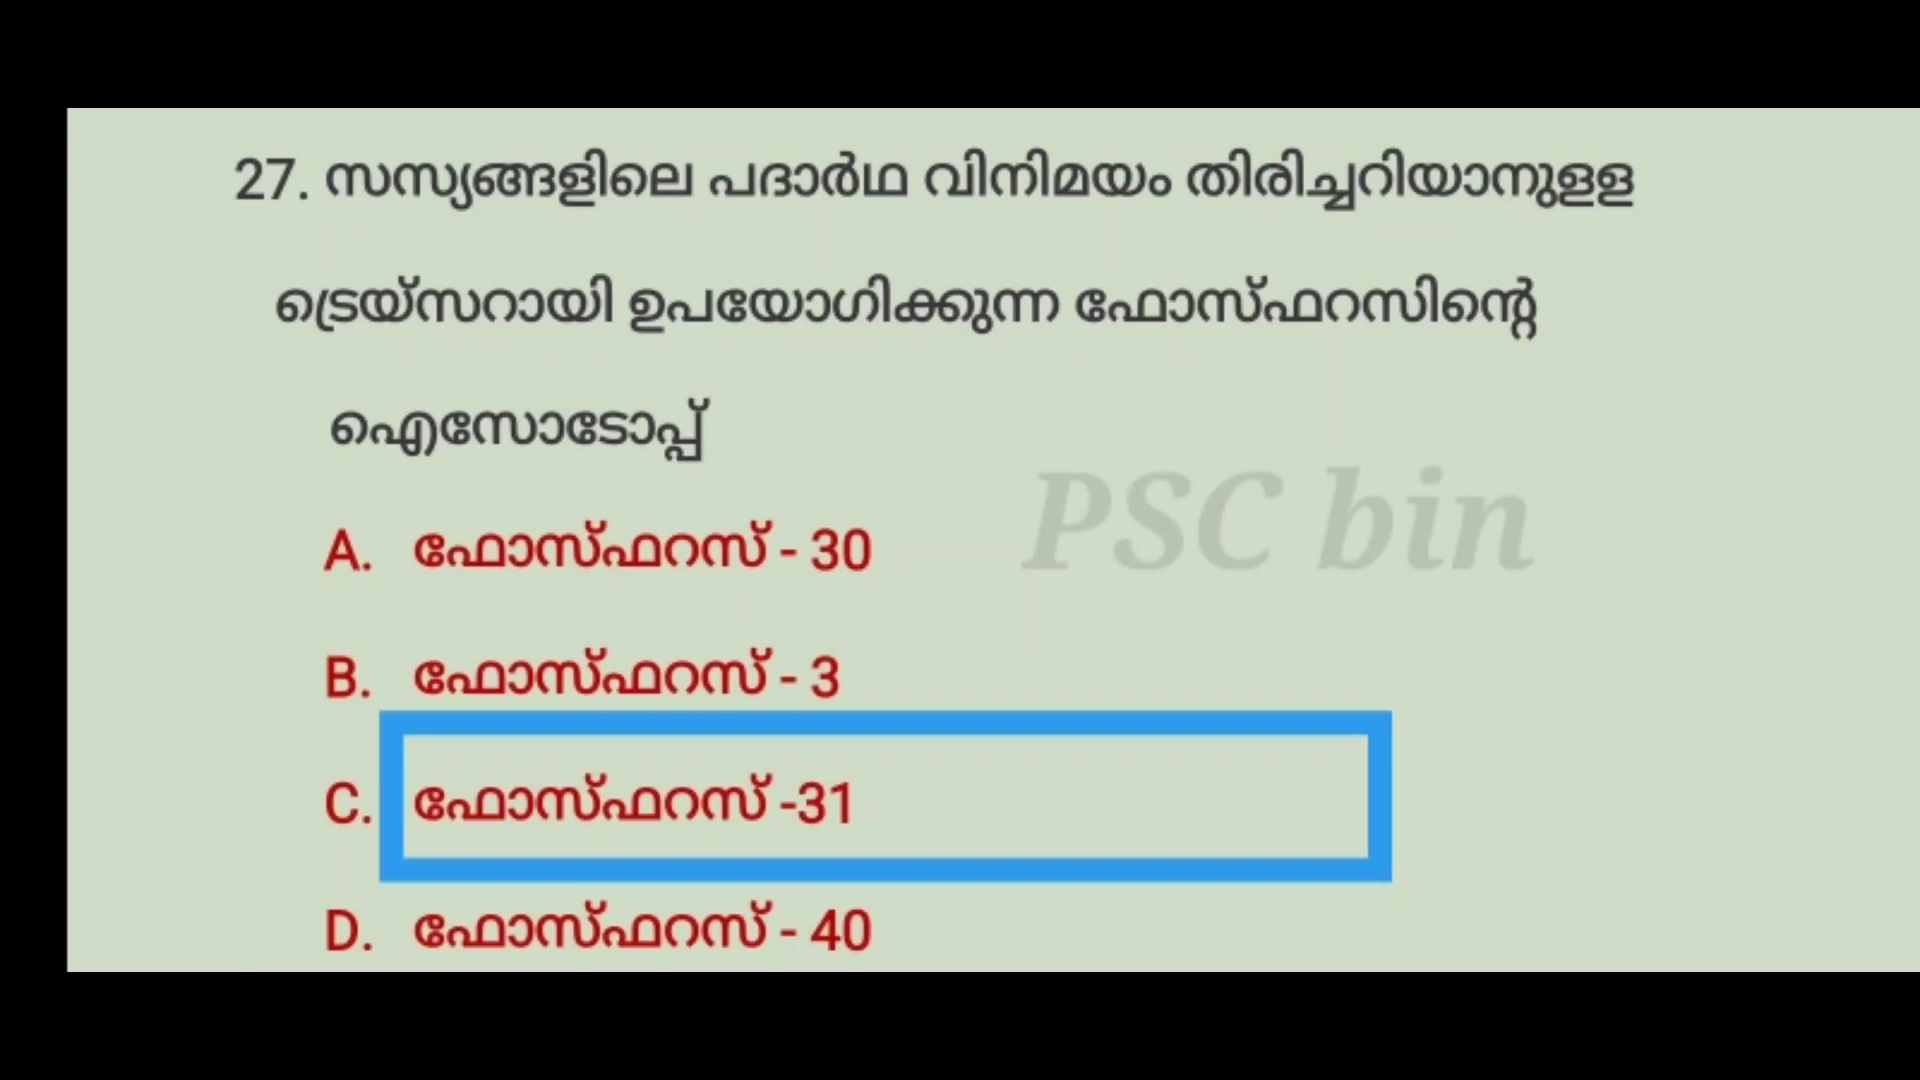 27. സസ്യങ്ങളിലെ പദാർഥ വിനിമയം തിരിച്ചറിയാനുളള
ട്രെയ്സറായി ഉപയോഗിക്കുന്ന ഫോസ്ഫറസിന്റെ
ഐസോടോപ്പ്
PSC bin
A. ഫോസ്ഫറസ് - 30
B. ഫോസ്ഫറസ് - 3
C. ഫോസ്ഫറസ് -31
D. ഫോസ്ഫറസ് - 40